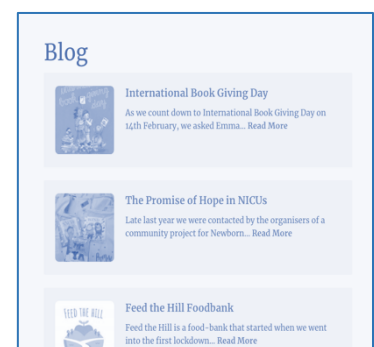 Blog
International Book Giving Day
As we count down to International Book Giving Day on
14th February, we asked Emma... Read More
book giving
day
The Promise of Hope in NICUs
Late last year we were contacted by the organisers of a
community project for Newborn... Read More
Feed the Hill Foodbank
Feed the Hill is a food-bank that started when we went
into the first lockdown... Read More
FEED THE HILL